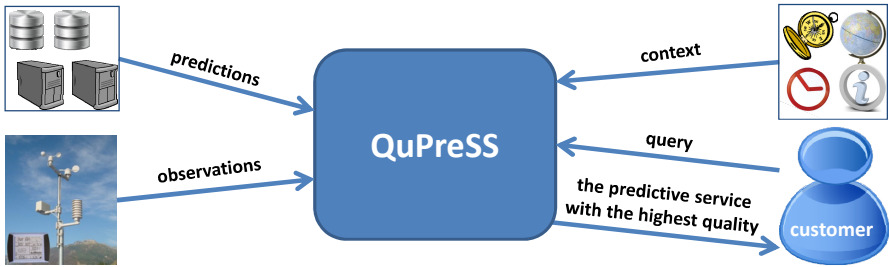 predictions
observations
QuPreSS
context
query
the predictive service
with the highest quality
customer